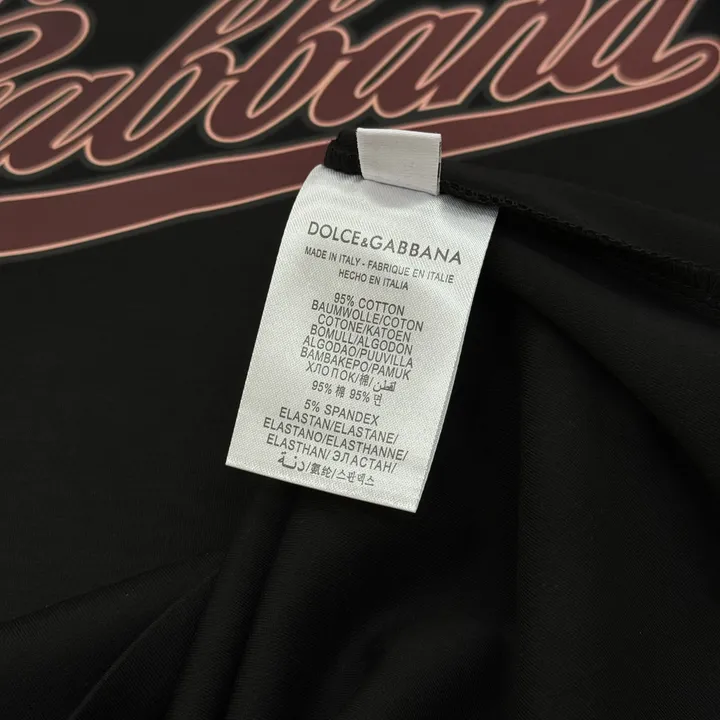 Gabbana
DOLCE&GABBANA
MADE IN ITALY - FABRIQUE EN ITALIE
HECHO EN ITALIA
95% COTTON
BAUMWOLLE/COTON
COTONE/KATOEN
BOMULL/ALGODON
ALGODAO/PUUVILLA
BAMBAKEPO/PAMUK
ХЛОПОК/棉/قطن
95% 棉 95% 면
5% SPANDEX
ELASTAN/ELASTANE/
ELASTANO/ELASTHANNE/
ELASTHAN/ ЭЛАСТАН/
/氨纶/스판덱스